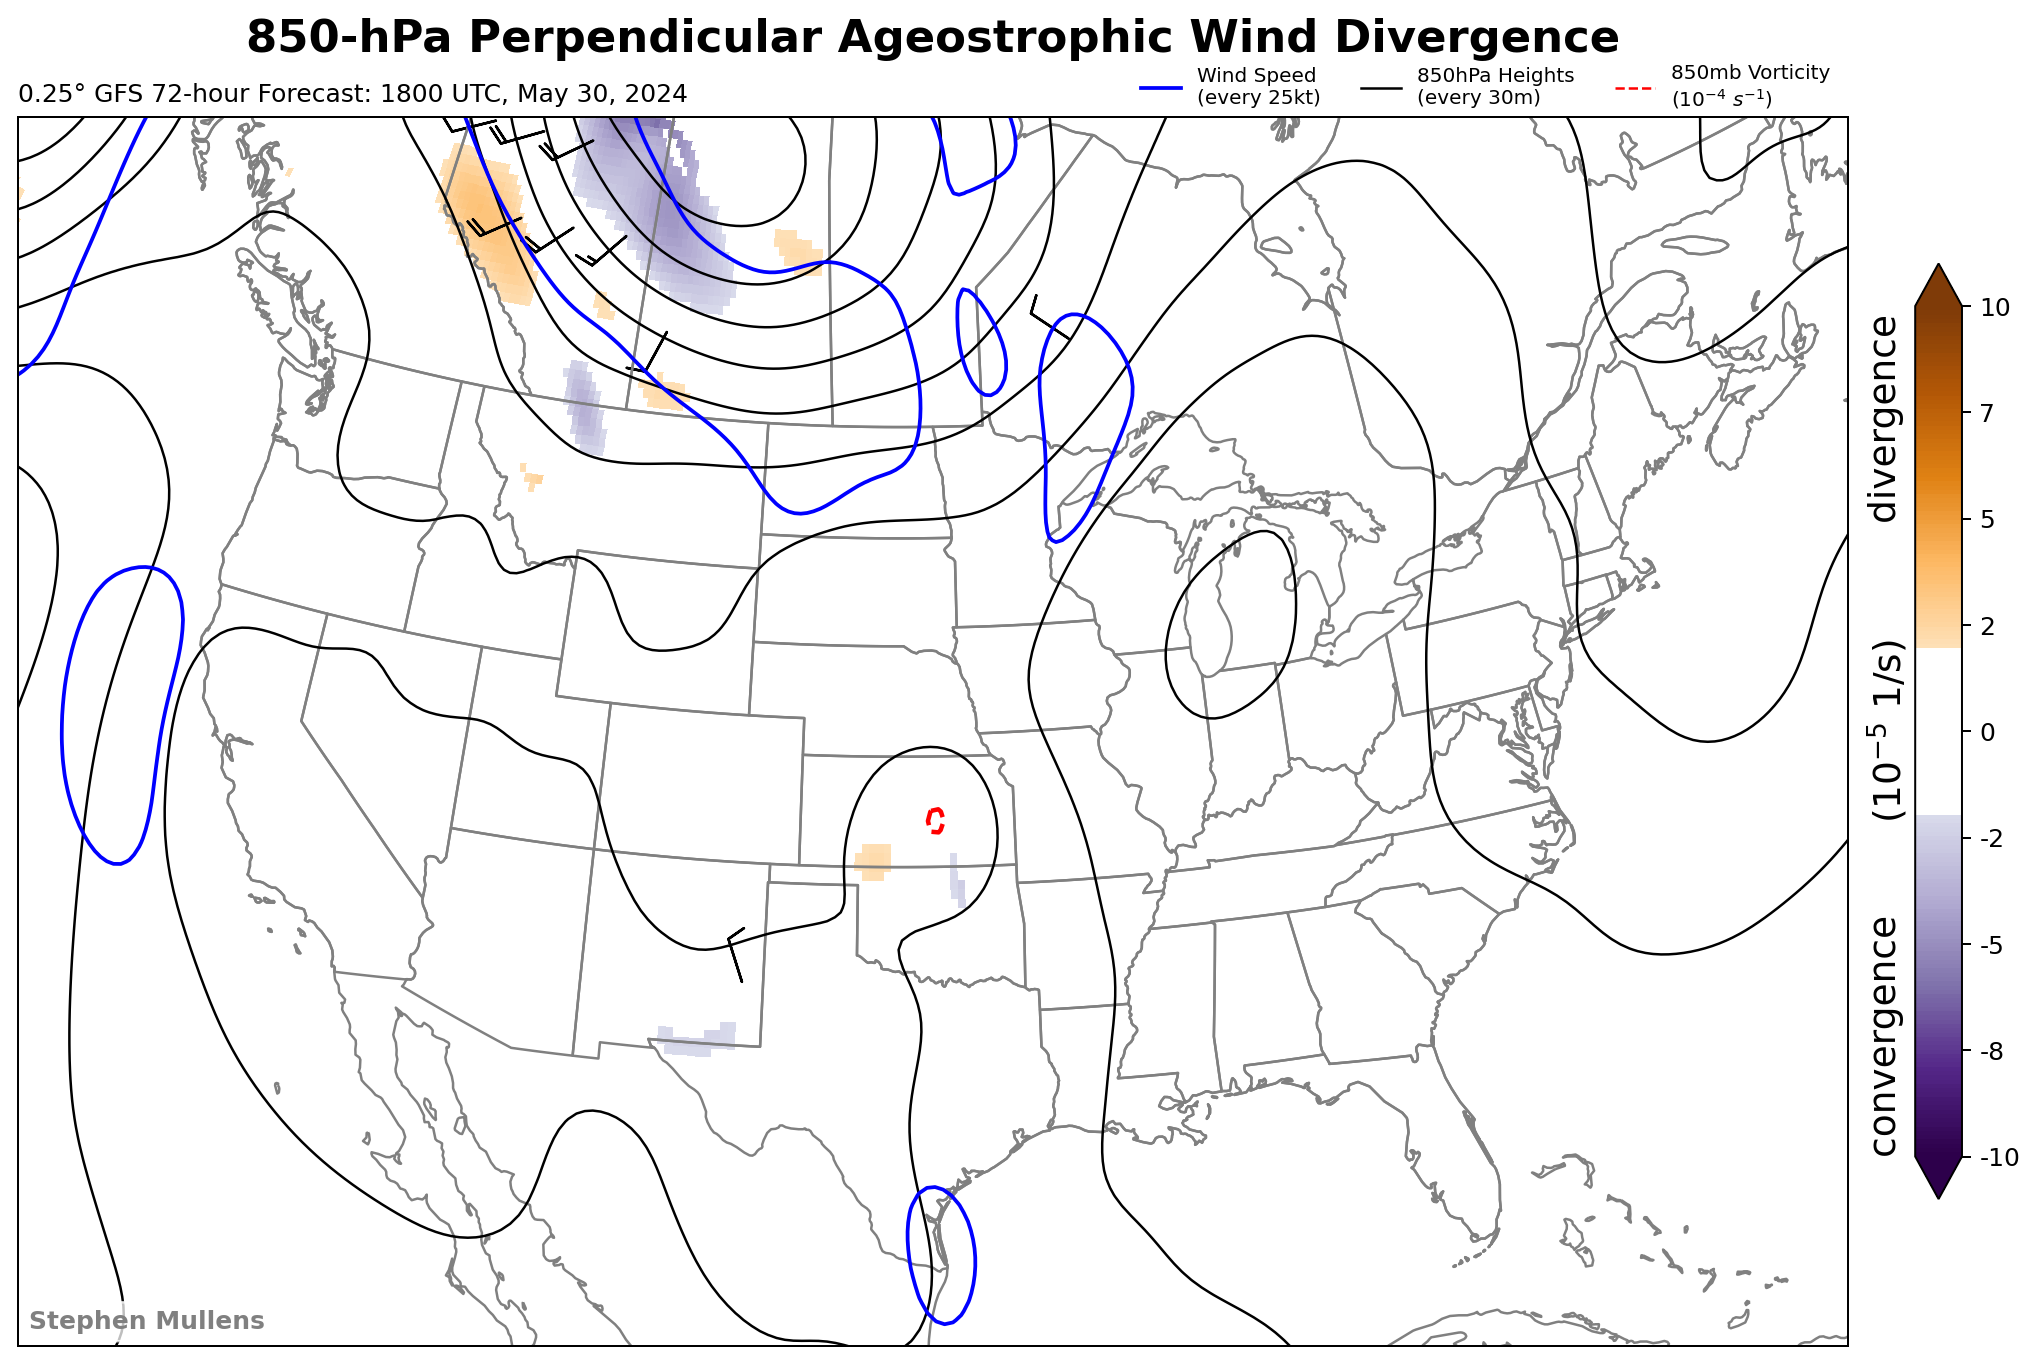 850-hPa Perpendicular Ageostrophic Wind Divergence
0.25° GFS 72-hour Forecast: 1800 UTC, May 30, 2024
Wind Speed
(every 25kt)
850hPa Heights
(every 30m)
850mb Vorticity
(10⁻⁴ s⁻¹)
10
7
5
2
0
-2
-5
-8
-10
convergence (10⁻⁵ 1/s) divergence
Stephen Mullens